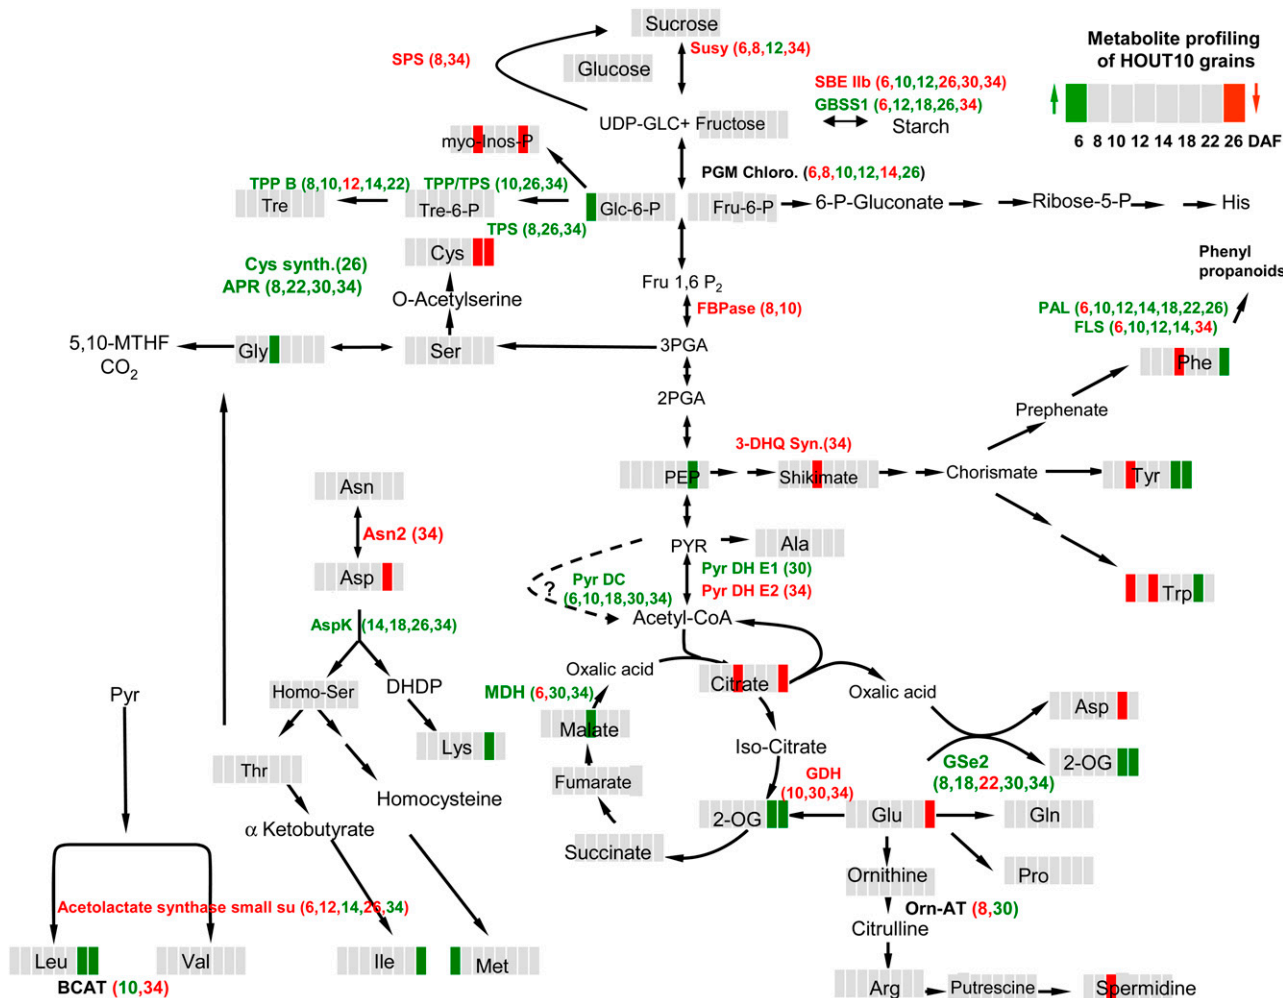 Sucrose
SPS (8,34)
Susy (6,8,12,34)
Glucose
Metabolite profiling
of HOUT10 grains
SBE IIb (6,10,12,26,30,34)
GBSS1 (6,12,18,26,34)
UDP-GLC+ Fructose
Starch
6 8 10 12 14 18 22 26 DAF
myo-Inos-P
PGM Chloro. (6,8,10,12,14,26)
TPP B (8,10,12,14,22)
TPP/TPS (10,26,34)
Tre
Tre-6-P
Glc-6-P
Fru-6-P
6-P-Gluconate
Ribose-5-P
His
TPS (8,26,34)
Cys
Cys synth.(26)
APR (8,22,30,34)
Phenyl
propanoids
Fru 1,6 P2
O-Acetylserine
FBPase (8,10)
PAL (6,10,12,14,18,22,26)
FLS (6,10,12,14,34)
5,10-MTHF
CO2
Gly
Ser
3PGA
Phe
2PGA
Prephenate
3-DHQ Syn.(34)
PEP
Shikimate
Chorismate
Tyr
Asn
Asn2 (34)
PYR
Ala
Asp
?
Pyr DC
(6,10,18,30,34)
Pyr DH E1 (30)
Pyr DH E2 (34)
Trp
Acetyl-CoA
AspK (14,18,26,34)
Oxalic acid
Citrate
Oxalic acid
Pyr
Homo-Ser
DHDP
MDH (6,30,34)
Asp
Malate
Lys
Iso-Citrate
2-OG
GSe2
(8,18,22,30,34)
Thr
Fumarate
GDH
(10,30,34)
Homocysteine
2-OG
Glu
Gln
α Ketobutyrate
Succinate
Ornithine
Pro
Orn-AT (8,30)
Acetolactate synthase small su (6,12,14,26,34)
Citrulline
Leu
Val
Ile
Met
BCAT (10,34)
Arg
Putrescine
Spermidine